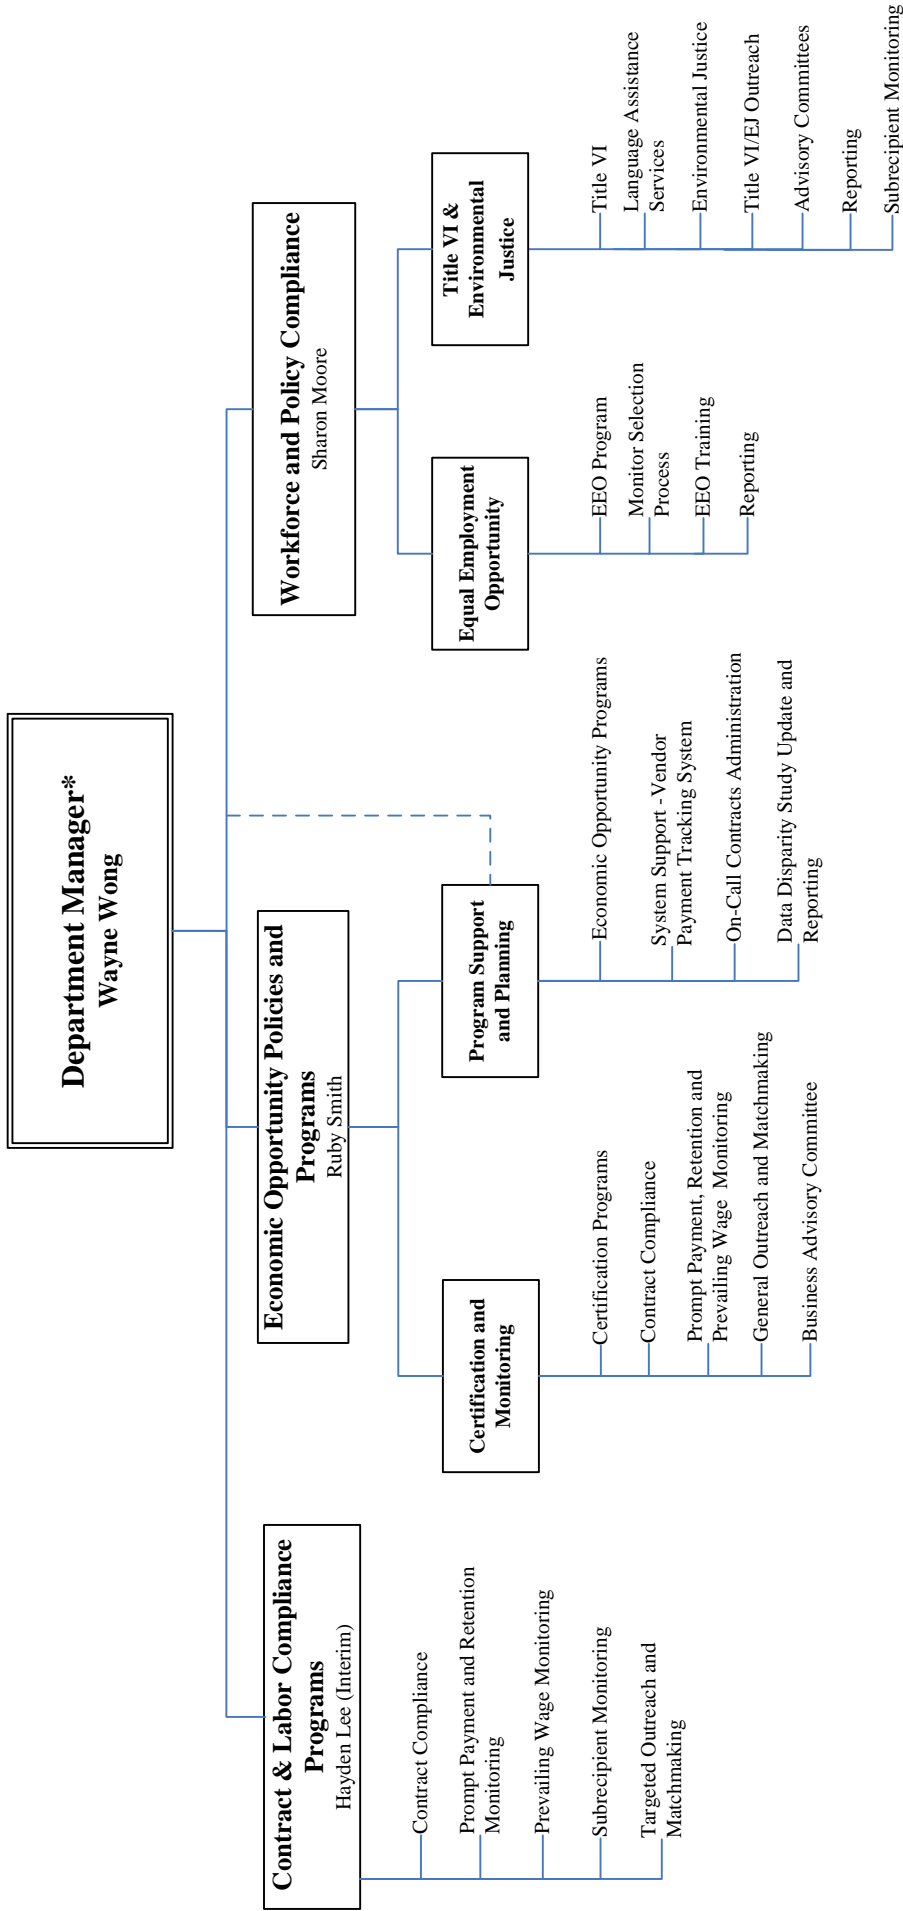 Department Manager*
Wayne Wong
Contract & Labor Compliance
Programs
Hayden Lee (Interim)
Contract Compliance
Prompt Payment and Retention
Monitoring
Prevailing Wage Monitoring
Subrecipient Monitoring
Targeted Outreach and
Matchmaking
Economic Opportunity Policies and
Programs
Ruby Smith
Certification and
Monitoring
Certification Programs
Contract Compliance
Prompt Payment, Retention and
Prevailing Wage Monitoring
General Outreach and Matchmaking
Business Advisory Committee
Program Support
and Planning
Economic Opportunity Programs
System Support - Vendor
Payment Tracking System
On-Call Contracts Administration
Data Disparity Study Update and
Reporting
Workforce and Policy Compliance
Sharon Moore
Equal Employment
Opportunity
EEO Program
Monitor Selection
Process
EEO Training
Reporting
Title VI &
Environmental
Justice
Title VI
Language Assistance
Services
Environmental Justice
Title VI/EJ Outreach
Advisory Committees
Reporting
Subrecipient Monitoring